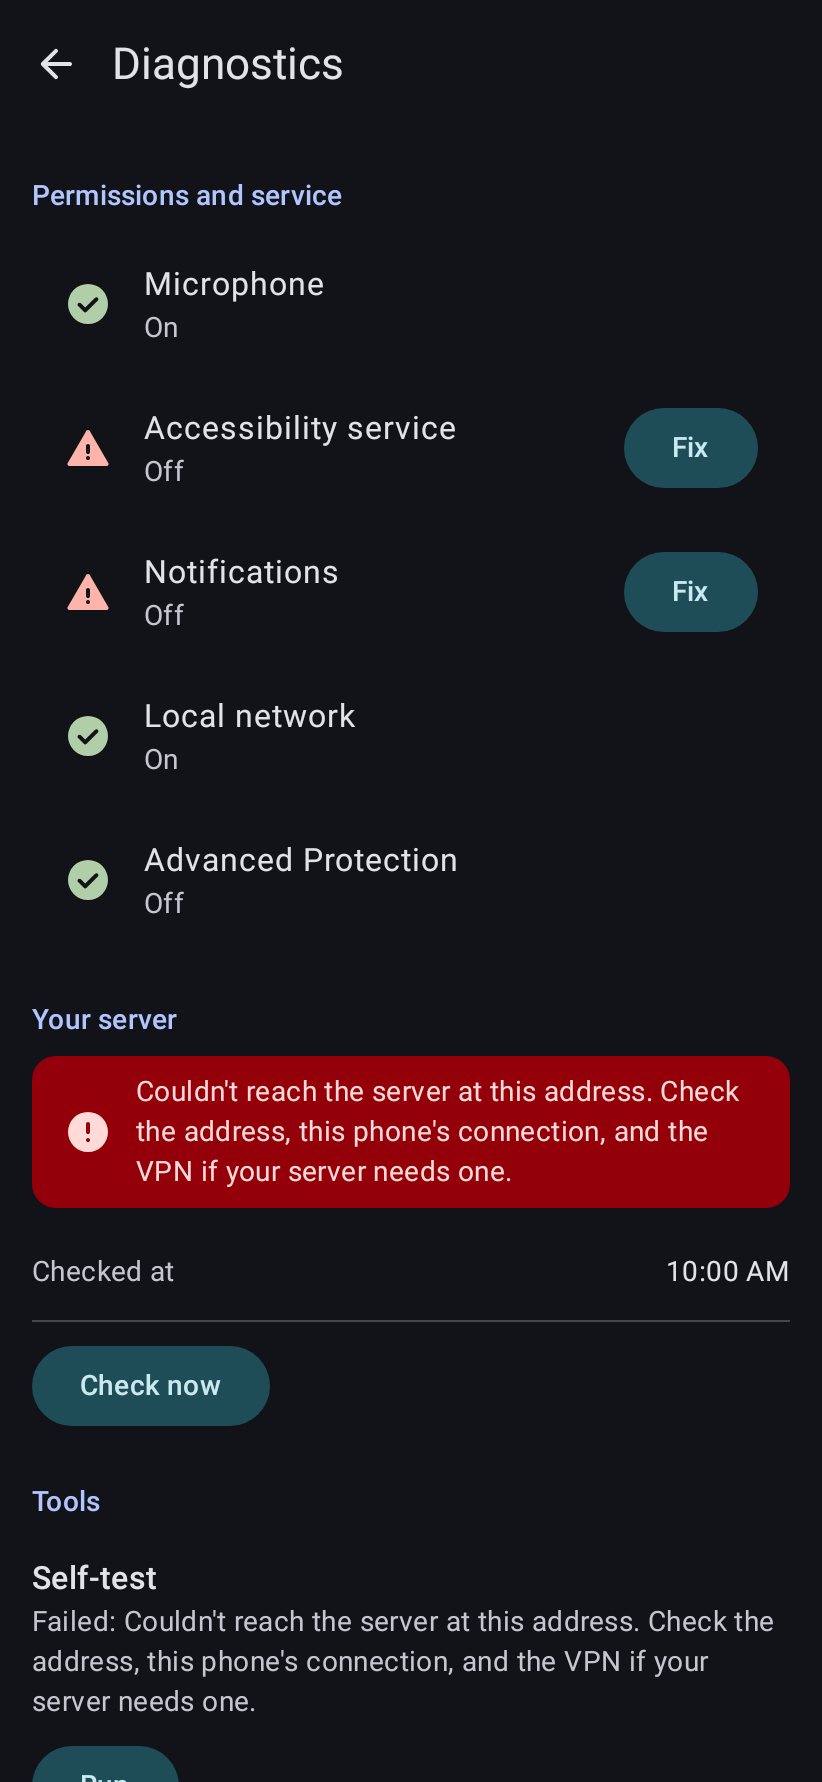 Diagnostics
Permissions and service
Microphone
On
Accessibility service
Off
Fix
Notifications
Off
Fix
Local network
On
Advanced Protection
Off
Your server
Couldn't reach the server at this address. Check
the address, this phone's connection, and the
VPN if your server needs one.
Checked at
10:00 AM
Check now
Tools
Self-test
Failed: Couldn't reach the server at this address. Check the
address, this phone's connection, and the VPN if your
server needs one.
Run